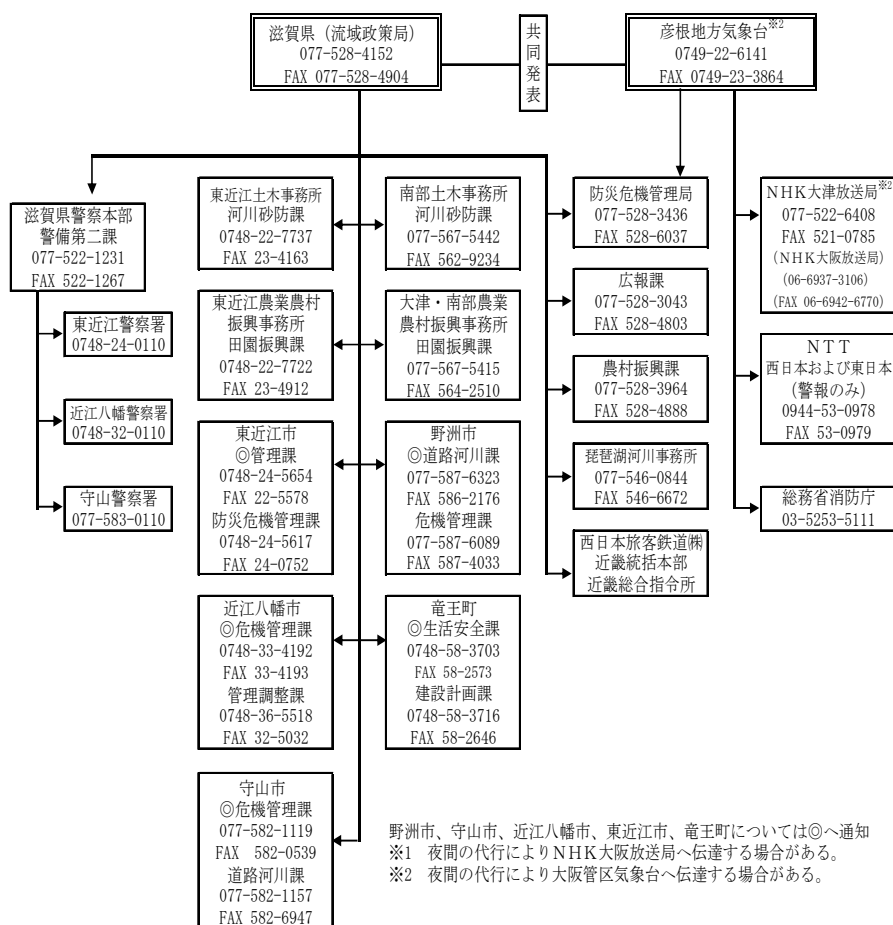 滋賀県（流域政策局）
077-528-4152
FAX 077-528-4904
共同発表
彦根地方気象台※2
0749-22-6141
FAX 0749-23-3864
滋賀県警察本部
警備第二課
077-522-1231
FAX 522-1267
東近江警察署
0748-24-0110
近江八幡警察署
0748-32-0110
守山警察署
077-583-0110
東近江土木事務所
河川砂防課
0748-22-7737
FAX 23-4163
南部土木事務所
河川砂防課
077-567-5442
FAX 562-9234
東近江農業農村
振興事務所
田園振興課
0748-22-7722
FAX 23-4912
大津・南部農業
農村振興事務所
田園振興課
077-567-5415
FAX 564-2510
東近江市
◎管理課
0748-24-5654
FAX 22-5578
防災危機管理課
0748-24-5617
FAX 24-0752
野洲市
◎道路河川課
077-587-6323
FAX 586-2176
危機管理課
077-587-6089
FAX 587-4033
近江八幡市
◎危機管理課
0748-33-4192
FAX 33-4193
管理調整課
0748-36-5518
FAX 32-5032
竜王町
◎生活安全課
0748-58-3703
FAX 58-2573
建設計画課
0748-58-3716
FAX 58-2646
守山市
◎危機管理課
077-582-1119
FAX 582-0539
道路河川課
077-582-1157
FAX 582-6947
防災危機管理局
077-528-3436
FAX 528-6037
広報課
077-528-3043
FAX 528-4803
農村振興課
077-528-3964
FAX 528-4888
琵琶湖河川事務所
077-546-0844
FAX 546-6672
西日本旅客鉄道㈱
近畿統括本部
近畿総合指令所
NHK大津放送局※2
077-522-6408
FAX 521-0785
(NHK大阪放送局)
(06-6937-3106)
(FAX 06-6942-6770)
NTT
西日本および東日本
(警報のみ)
0944-53-0978
FAX 53-0979
総務省消防庁
03-5253-5111
野洲市、守山市、近江八幡市、東近江市、竜王町については◎へ通知
※1 夜間の代行によりNHK大阪放送局へ伝達する場合がある。
※2 夜間の代行により大阪管区気象台へ伝達する場合がある。